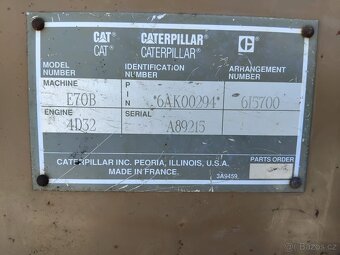 CAT CATERPILLAR C
CAT® CATERPILLAR®
MODEL NUMBER IDENTIFICATION NUMBER ARRANGEMENT NUMBER
MACHINE PIN
E70B *6AK00294* 6I5700
ENGINE SERIAL
4D32 A89215
CATERPILLAR INC. PEORIA, ILLINOIS, U.S.A.
PARTS ORDER
MADE IN FRANCE.
3A9459